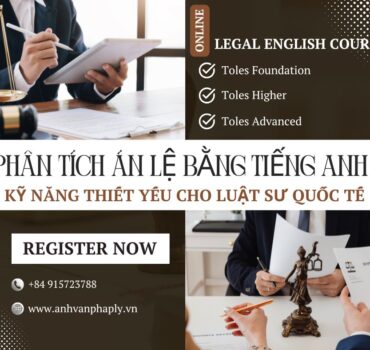 ONLINE
LEGAL ENGLISH COUR
Toles Foundation
Toles Higher
Toles Advanced
PHÂN TÍCH ÁN LỆ BẰNG TIẾNG ANH
KỸ NĂNG THIẾT YẾU CHO LUẬT SƯ QUỐC TẾ
REGISTER NOW
+84 915723788
www.anhvanphaply.vn